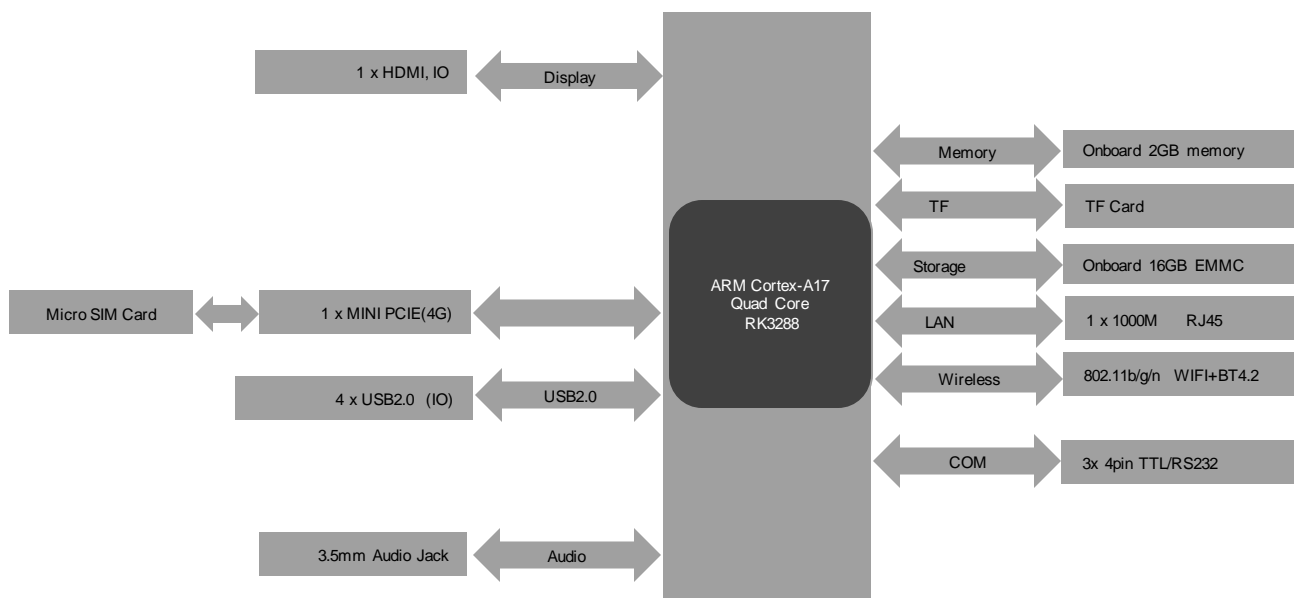 1 x HDMI, IO
Display
Micro SIM Card
1 x MINI PCIE(4G)
4 x USB2.0 (IO)
USB2.0
3.5mm Audio Jack
Audio
ARM Cortex-A17
Quad Core
RK3288
Memory
Onboard 2GB memory
TF
TF Card
Storage
Onboard 16GB EMMC
LAN
1 x 1000M RJ45
Wireless
802.11b/g/n WIFI+BT4.2
COM
3x 4pin TTL/RS232